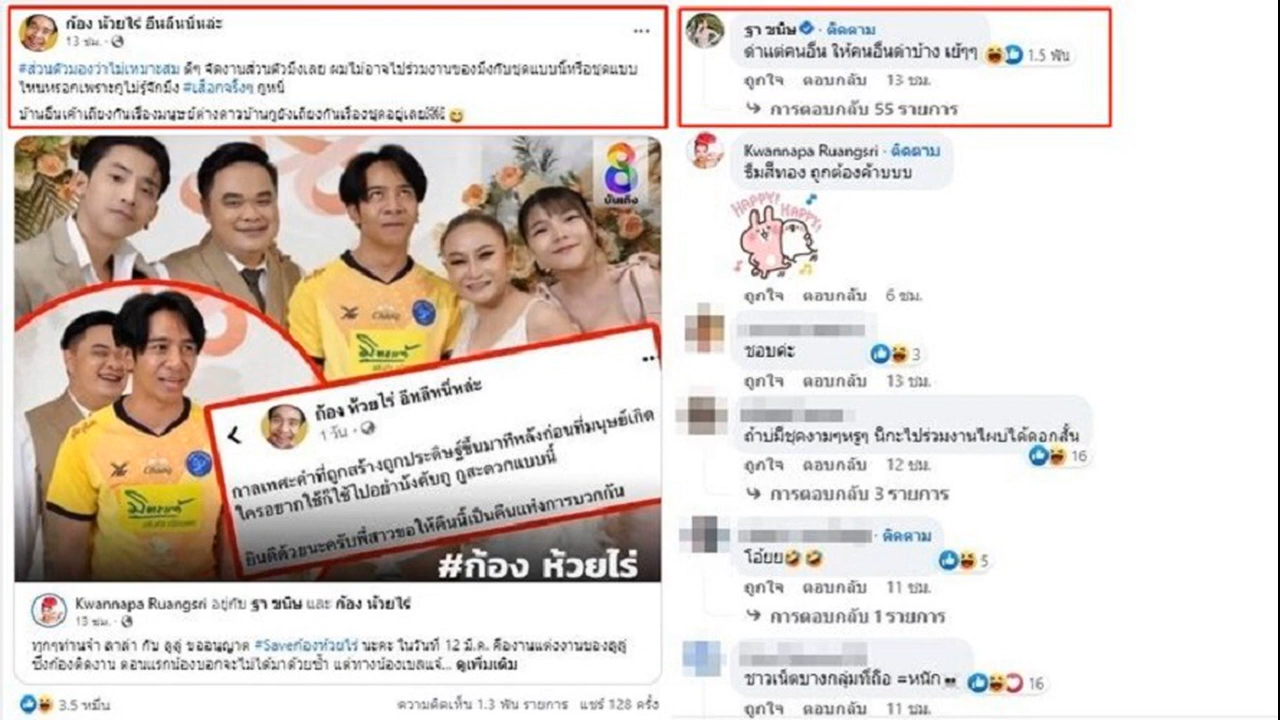 ก้อง ห้วยไร่ อีหลีหนี่หล่ะ
13 ชม. ·
#ส่วนตัวมองว่าไม่เหมาะสม ดีๆ จัดงานส่วนตัวมึงเลย ผมไม่อาจไปร่วมงานของมึงกับชุดแบบนี้หรือชุดแบบ
ไหนหรอกเพราะกูไม่รู้จักมึง #เสือกจริงๆ กูหนิ
บ้านอื่นเค้าเถียงกันเรื่องมนุษย์ต่างดาวบ้านกูยังเถียงกันเรื่องชุดอยู่เลย
8
บันเทิง
Chang
Chang
ก้อง ห้วยไร่ อีหลีหนี่หล่ะ
1 วัน ·
กาลเทศะคำที่ถูกสร้างถูกประดิษฐ์ขึ้นมาทีหลังก่อนที่มนุษย์เกิด
ใครอยากใช้ก็ใช้ไปอย่าบังคับกู กูสะดวกแบบนี้
ยินดีด้วยนะครับพี่สาวขอให้คืนนี้เป็นคืนแห่งการบวกกัน
#ก้อง ห้วยไร่
Kwannapa Ruangsri อยู่กับ ฐา ขนิษ และ ก้อง ห้วยไร่
13 ชม. ·
ทุกๆท่านจ๋า ลาล่า กับ ลูลู่ ขออนุญาต #Saveก้องห้วยไร่ นะคะ ในวันที่ 12 มี.ค. คืองานแต่งงานของลูลู่
ซึ่งก้องติดงาน ตอนแรกน้องบอกจะไม่ได้มาด้วยซ้ำ แต่ทางน้องเบสแจ้... ดูเพิ่มเติม
3.5 หมื่น
ความคิดเห็น 1.3 พัน รายการ แชร์ 128 ครั้ง
ฐา ขนิษ · ติดตาม
ด่าแต่คนอื่น ให้คนอื่นด่าบ้าง เย้ๆๆ
1.5 พัน
ถูกใจ ตอบกลับ 13 ชม.
การตอบกลับ 55 รายการ
Kwannapa Ruangsri · ติดตาม
ธีมสีทอง ถูกต้องค้าบบบ
HAPPY! HAPPY!
ถูกใจ ตอบกลับ 6 ชม.
ชอบค่ะ
3
ถูกใจ ตอบกลับ 13 ชม.
ถ้าบ่มีชุดงามๆหรูๆ นี่กะไปร่วมงานไผบ่ได้ดอกสั้น
16
ถูกใจ ตอบกลับ 12 ชม.
การตอบกลับ 3 รายการ
· ติดตาม
โอ้ยย
5
ถูกใจ ตอบกลับ 11 ชม.
การตอบกลับ 1 รายการ
ชาวเน็ตบางกลุ่มที่ถือ =หนัก
16
ถูกใจ ตอบกลับ 11 ชม.